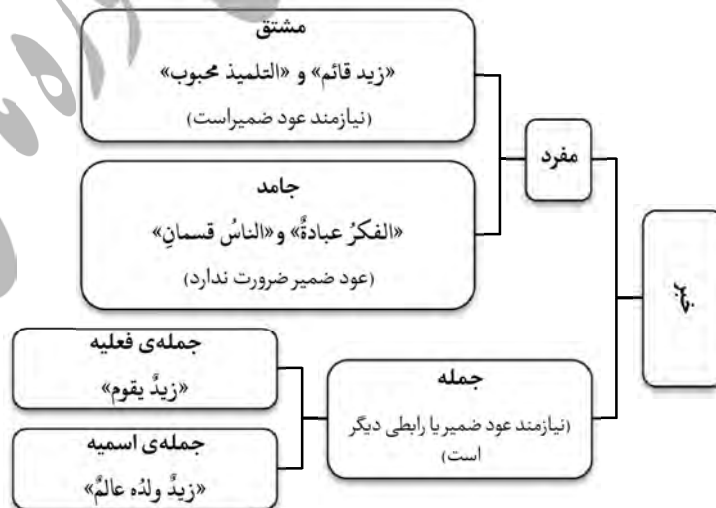 خبر
مفرد
مشتق
«زید قائم» و «التلمیذ محبوب»
(نیازمند عود ضمیراست)
جامد
«الفکرُ عبادةٌ» و«الناسُ قسمانِ»
(عود ضمیر ضرورت ندارد)
جمله
(نیازمند عود ضمیر یا رابطی دیگر
است)
جمله‌ی فعلیه
«زیدٌ یقوم»
جمله‌ی اسمیه
«زیدٌ ولدُه عالمٌ»